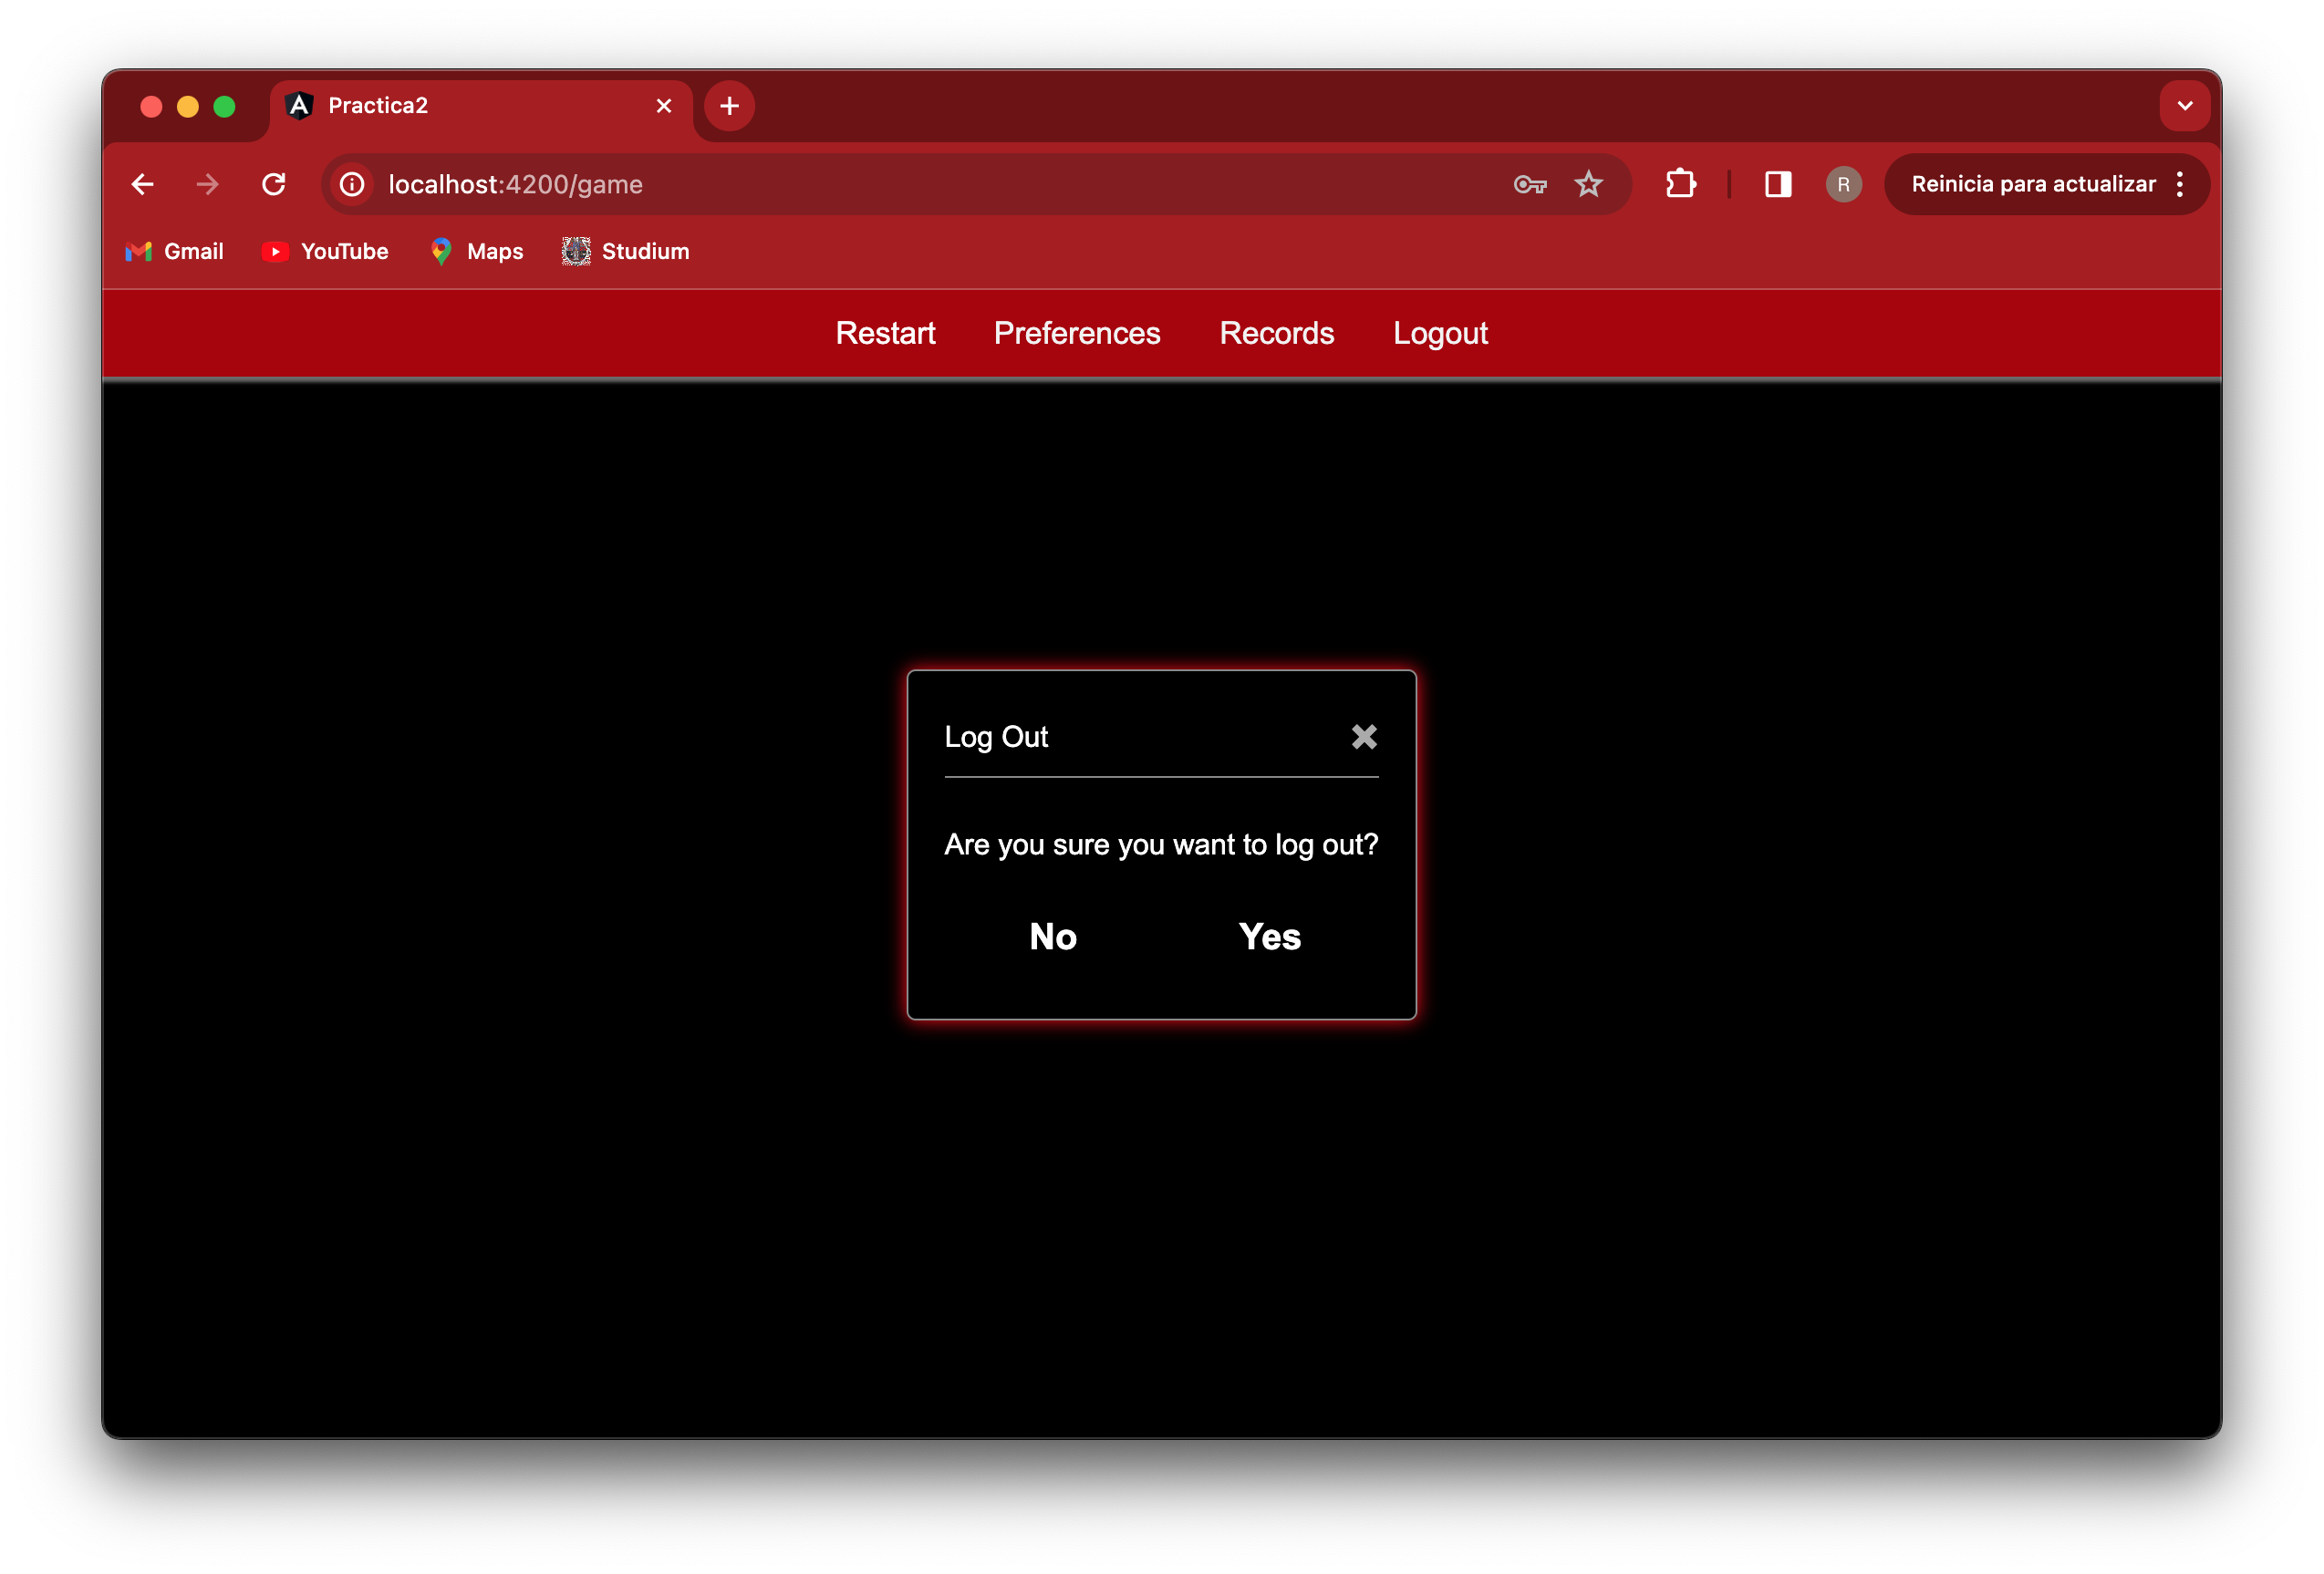 Practica2
localhost:4200/game
R
Reinicia para actualizar
Gmail YouTube Maps Studium
Restart Preferences Records Logout
Log Out
Are you sure you want to log out?
No Yes